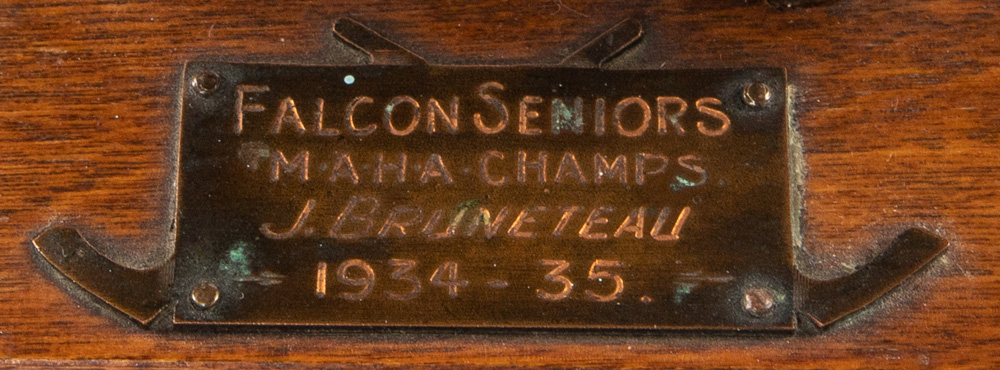 FALCON SENIORS
M·A·H·A· CHAMPS.
J. BRUNETEAU
- 1934 - 35. -